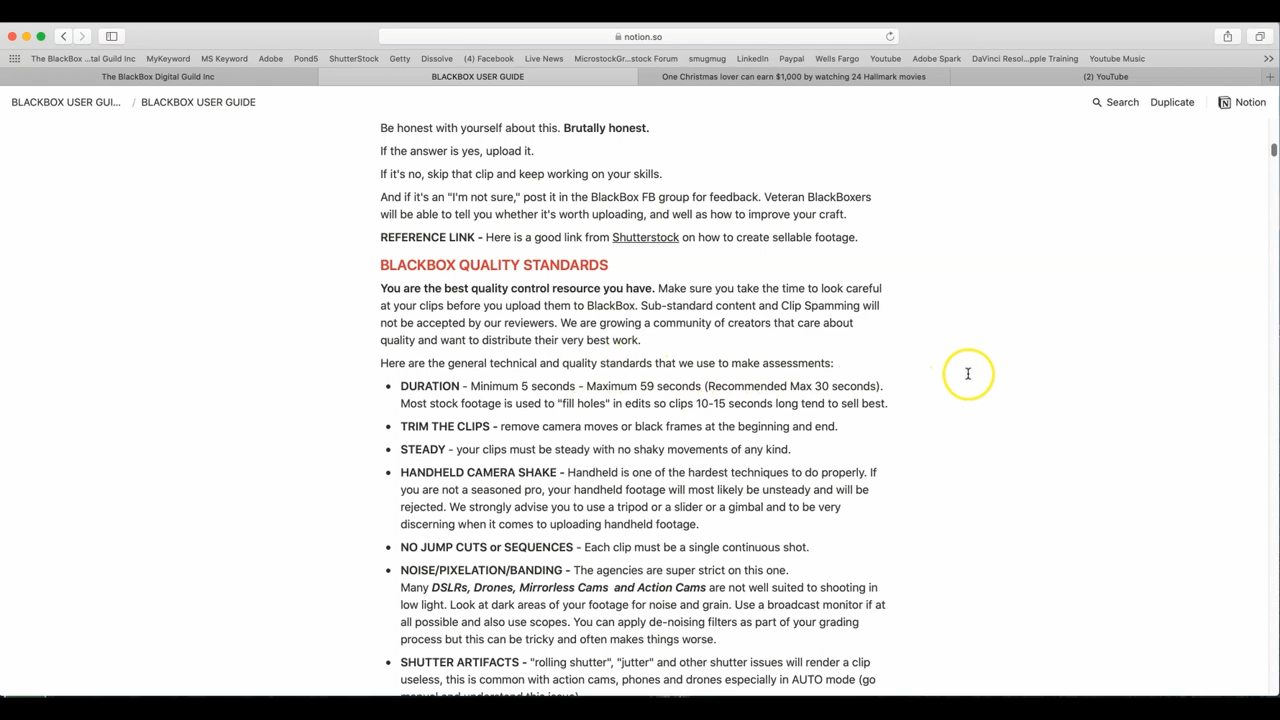 notion.so
The BlackBox ...tal Guild Inc MyKeyword MS Keyword Adobe Pond5 ShutterStock Getty Dissolve (4) Facebook Live News MicrostockGr...stock Forum smugmug LinkedIn Paypal Wells Fargo Youtube Adobe Spark DaVinci Resol...pple Training Youtube Music >>
The BlackBox Digital Guild Inc BLACKBOX USER GUIDE One Christmas lover can earn $1,000 by watching 24 Hallmark movies (2) YouTube +
BLACKBOX USER GUI... / BLACKBOX USER GUIDE Search Duplicate Notion
Be honest with yourself about this. Brutally honest.
If the answer is yes, upload it.
If it's no, skip that clip and keep working on your skills.
And if it's an "I'm not sure," post it in the BlackBox FB group for feedback. Veteran BlackBoxers
will be able to tell you whether it's worth uploading, and well as how to improve your craft.
REFERENCE LINK - Here is a good link from Shutterstock on how to create sellable footage.
BLACKBOX QUALITY STANDARDS
You are the best quality control resource you have. Make sure you take the time to look careful
at your clips before you upload them to BlackBox. Sub-standard content and Clip Spamming will
not be accepted by our reviewers. We are growing a community of creators that care about
quality and want to distribute their very best work.
Here are the general technical and quality standards that we use to make assessments:
• DURATION - Minimum 5 seconds - Maximum 59 seconds (Recommended Max 30 seconds).
Most stock footage is used to "fill holes" in edits so clips 10-15 seconds long tend to sell best.
• TRIM THE CLIPS - remove camera moves or black frames at the beginning and end.
• STEADY - your clips must be steady with no shaky movements of any kind.
• HANDHELD CAMERA SHAKE - Handheld is one of the hardest techniques to do properly. If
you are not a seasoned pro, your handheld footage will most likely be unsteady and will be
rejected. We strongly advise you to use a tripod or a slider or a gimbal and to be very
discerning when it comes to uploading handheld footage.
• NO JUMP CUTS or SEQUENCES - Each clip must be a single continuous shot.
• NOISE/PIXELATION/BANDING - The agencies are super strict on this one.
Many DSLRs, Drones, Mirrorless Cams and Action Cams are not well suited to shooting in
low light. Look at dark areas of your footage for noise and grain. Use a broadcast monitor if at
all possible and also use scopes. You can apply de-noising filters as part of your grading
process but this can be tricky and often makes things worse.
• SHUTTER ARTIFACTS - "rolling shutter", "jutter" and other shutter issues will render a clip
useless, this is common with action cams, phones and drones especially in AUTO mode (go
manual and understand this issue)